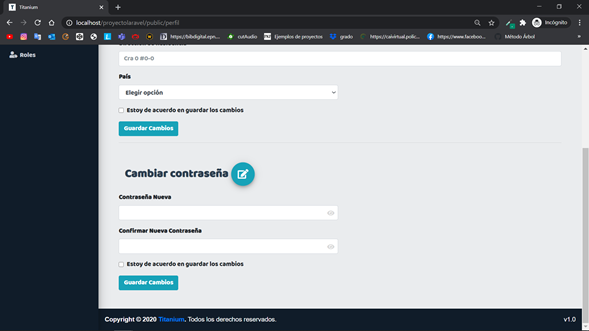 Titanium
localhost/proyectolaravel/public/perfil
Incógnito
https://bibdigital.epn....
cutAudio
Ejemplos de proyectos
grado
https://caivirtual.polic...
https://www.faceboo...
Método Árbol
Roles
Cra 0 #0-0
País
Elegir opción
Estoy de acuerdo en guardar los cambios
Guardar Cambios
Cambiar contraseña
Contraseña Nueva
Confirmar Nueva Contraseña
Estoy de acuerdo en guardar los cambios
Guardar Cambios
Copyright © 2020 Titanium. Todos los derechos reservados.
v1.0